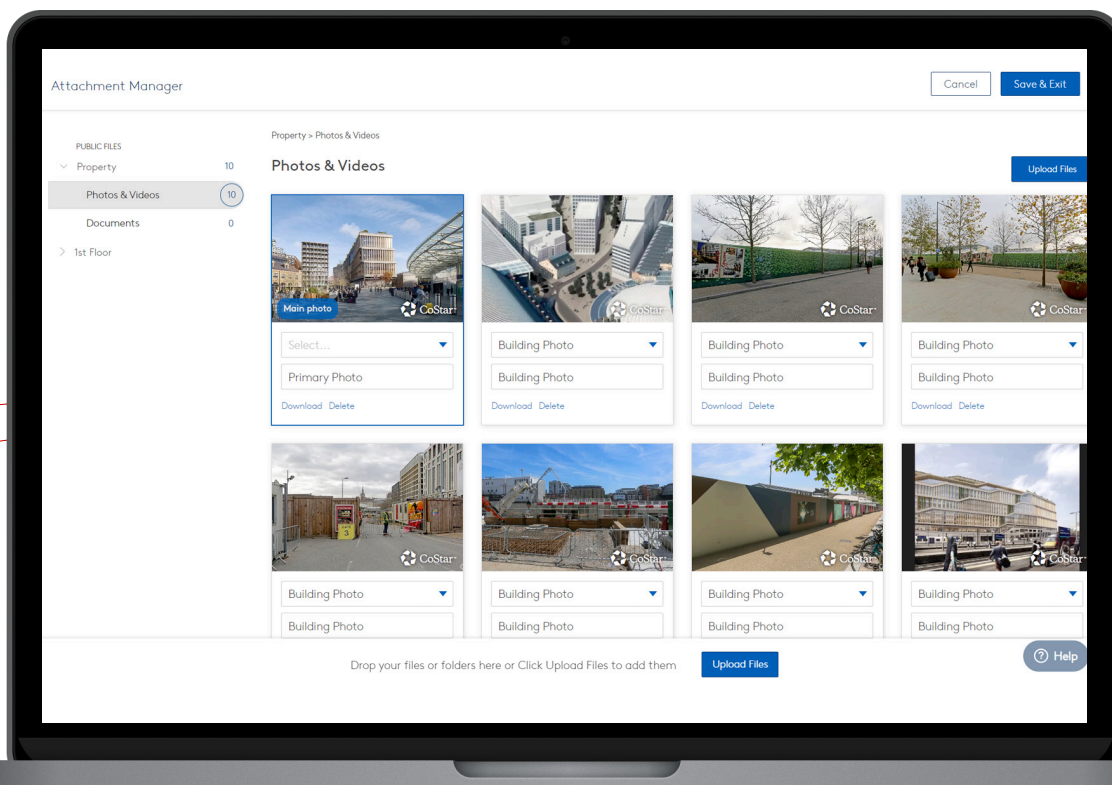 Attachment Manager
Cancel
Save & Exit
PUBLIC FILES
Property 10
Photos & Videos 10
Documents 0
1st Floor
Property > Photos & Videos
Photos & Videos
Upload Files
Main photo
CoStar
CoStar
CoStar
CoStar
Select...
Building Photo
Building Photo
Building Photo
Primary Photo
Building Photo
Building Photo
Building Photo
Download Delete
Download Delete
Download Delete
Download Delete
3
CoStar
CoStar
CoStar
CoStar
Building Photo
Building Photo
Building Photo
Building Photo
Building Photo
Building Photo
Building Photo
Building Photo
Drop your files or folders here or Click Upload Files to add them
Upload Files
? Help